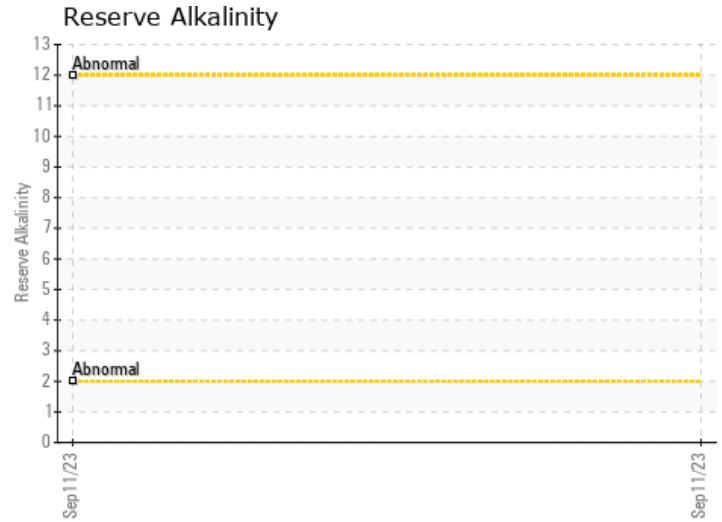 Reserve Alkalinity
13
Abnormal
12
11
10
9
8
7
6
5
4
3
Abnormal
2
1
0
Reserve Alkalinity
Sep11/23
Sep11/23